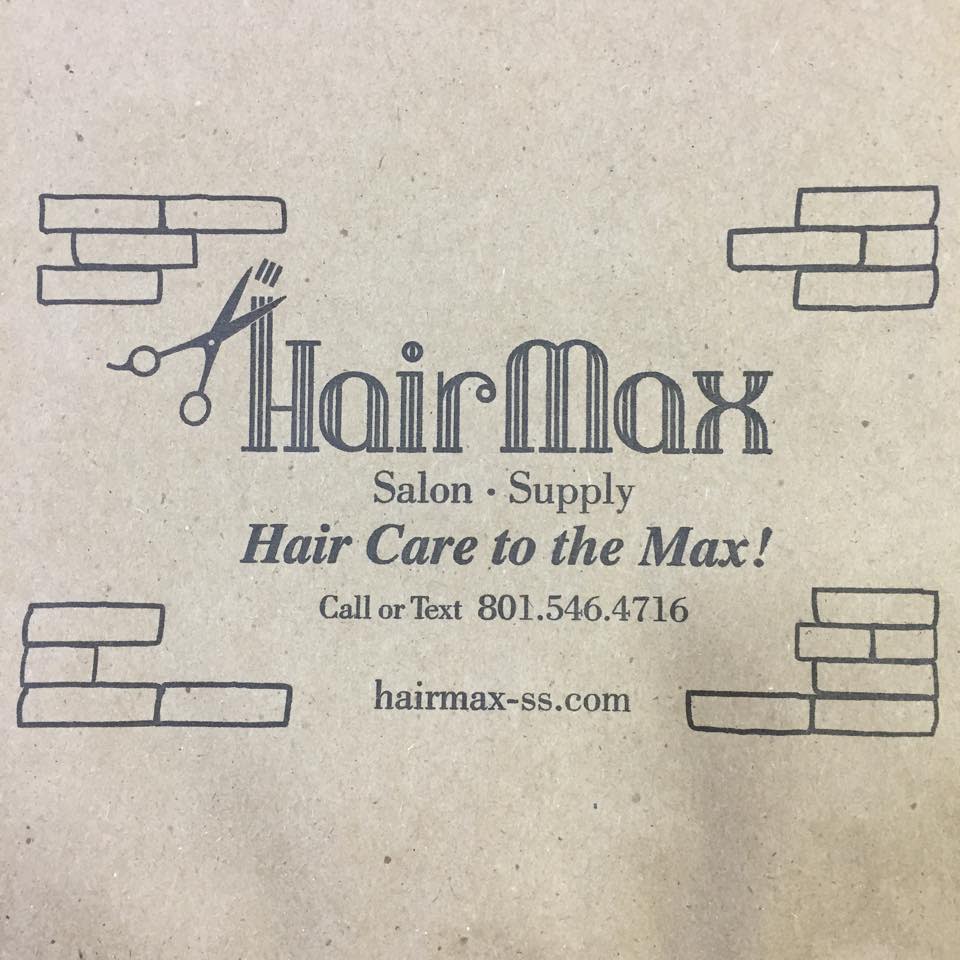 HairMax
Salon · Supply
Hair Care to the Max!
Call or Text 801.546.4716
hairmax-ss.com